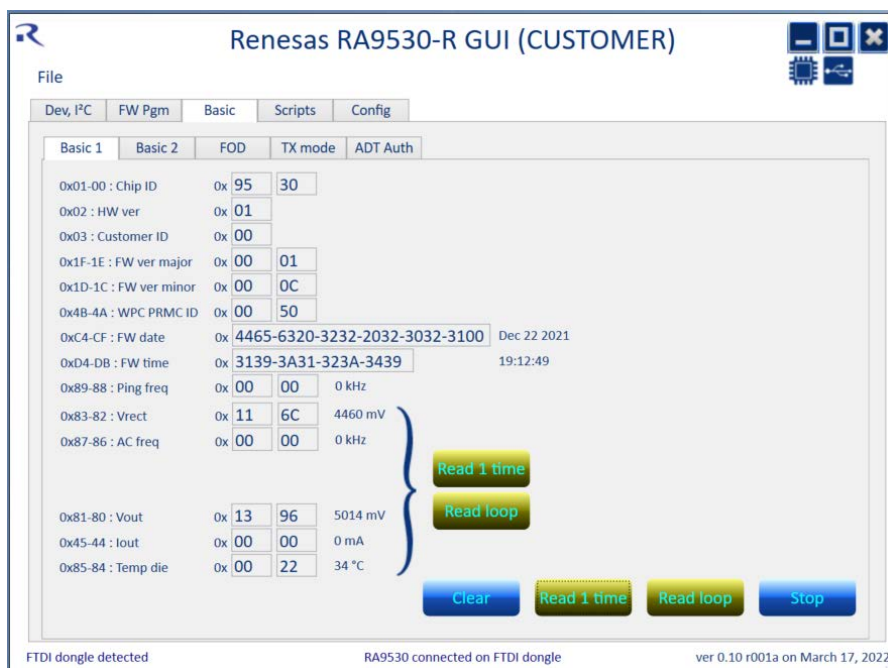 Renesas RA9530-R GUI (CUSTOMER)
File
Dev, I²C FW Pgm Basic Scripts Config
Basic 1 Basic 2 FOD TX mode ADT Auth
0x01-00 : Chip ID 0x 95 30
0x02 : HW ver 0x 01
0x03 : Customer ID 0x 00
0x1F-1E : FW ver major 0x 00 01
0x1D-1C : FW ver minor 0x 00 0C
0x4B-4A : WPC PRMC ID 0x 00 50
0xC4-CF : FW date 0x 4465-6320-3232-2032-3032-3100 Dec 22 2021
0xD4-DB : FW time 0x 3139-3A31-323A-3439 19:12:49
0x89-88 : Ping freq 0x 00 00 0 kHz
0x83-82 : Vrect 0x 11 6C 4460 mV
0x87-86 : AC freq 0x 00 00 0 kHz
Read 1 time
Read loop
0x81-80 : Vout 0x 13 96 5014 mV
0x45-44 : Iout 0x 00 00 0 mA
0x85-84 : Temp die 0x 00 22 34 °C
Clear Read 1 time Read loop Stop
FTDI dongle detected RA9530 connected on FTDI dongle ver 0.10 r001a on March 17, 2022